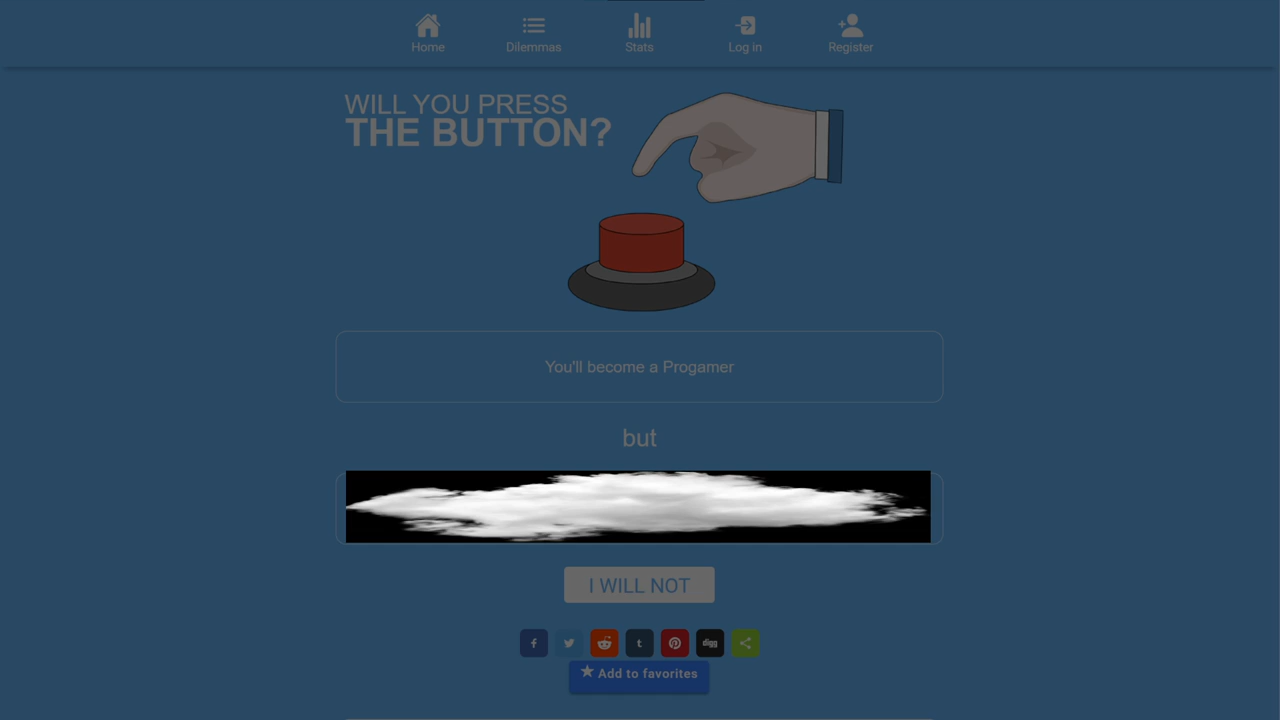 Home
Dilemmas
Stats
Log in
Register
WILL YOU PRESS
THE BUTTON?
You'll become a Progamer
but
I WILL NOT
f
t
digg
Add to favorites